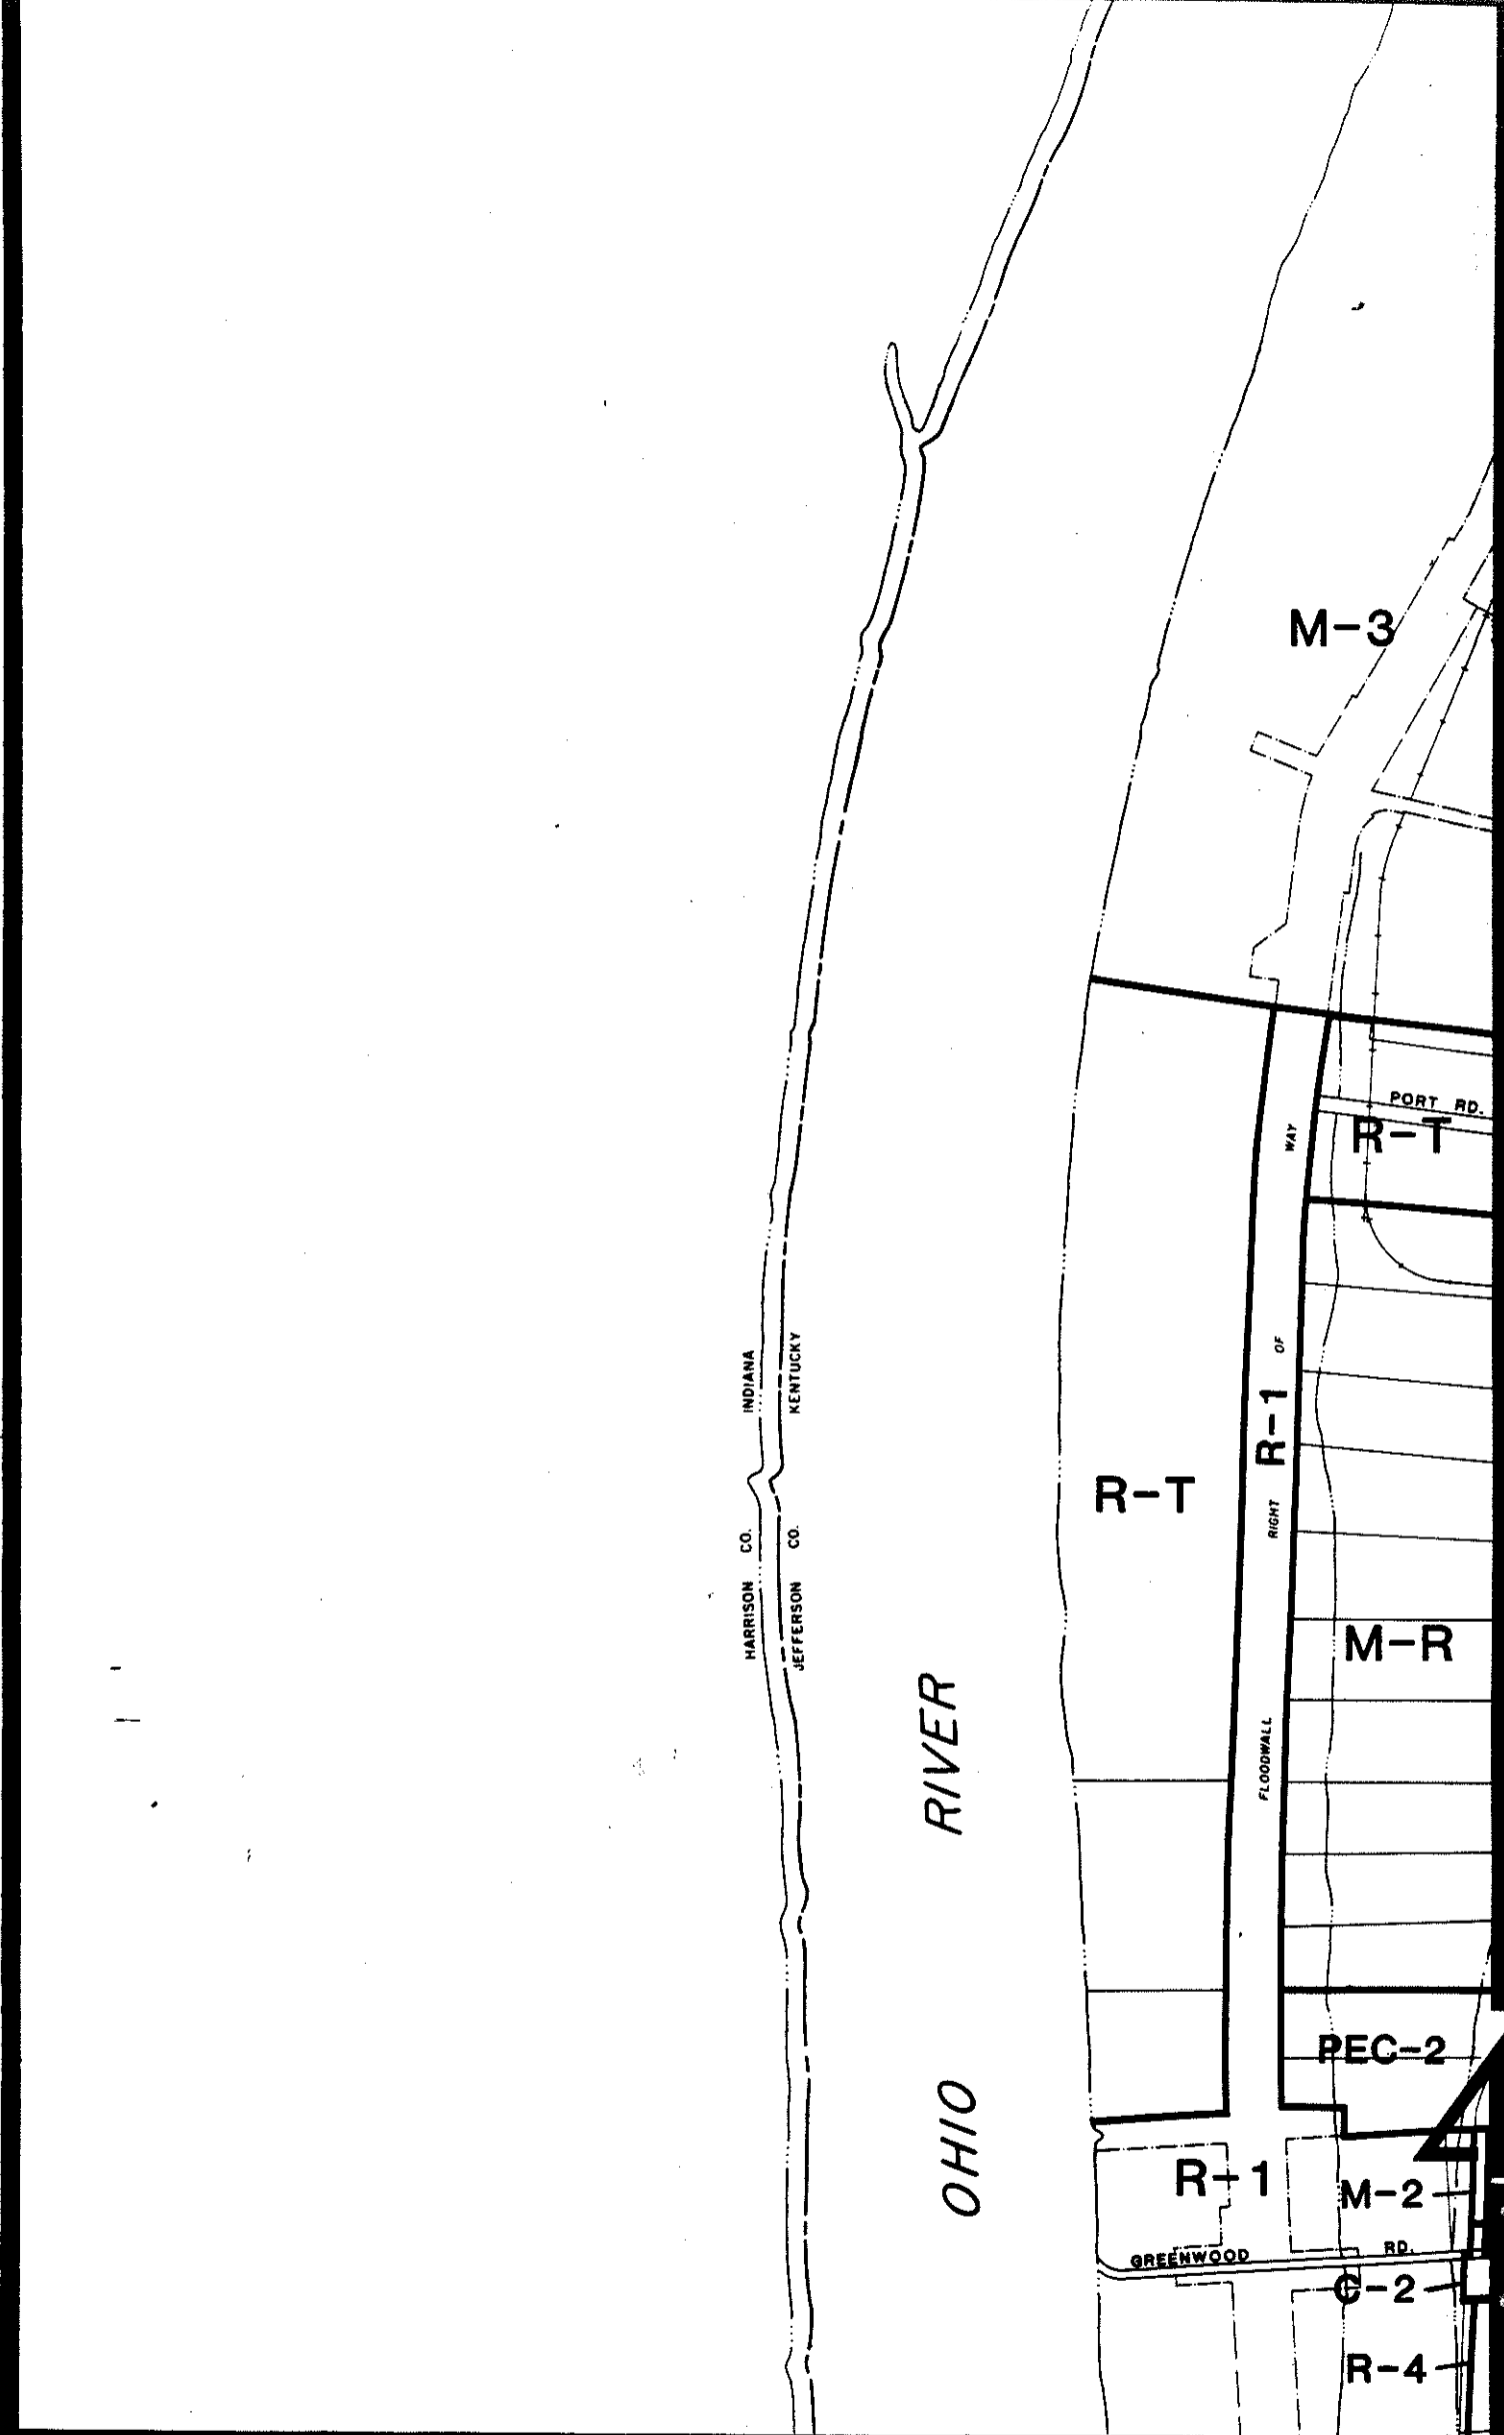 M-3
PORT RD.
R-T
WAY
OF
R-1
RIGHT
FLOODWALL
INDIANA
KENTUCKY
R-T
HARRISON CO.
JEFFERSON CO.
M-R
OHIO RIVER
PEC-2
R-1
M-2
GREENWOOD RD.
C-2
R-4